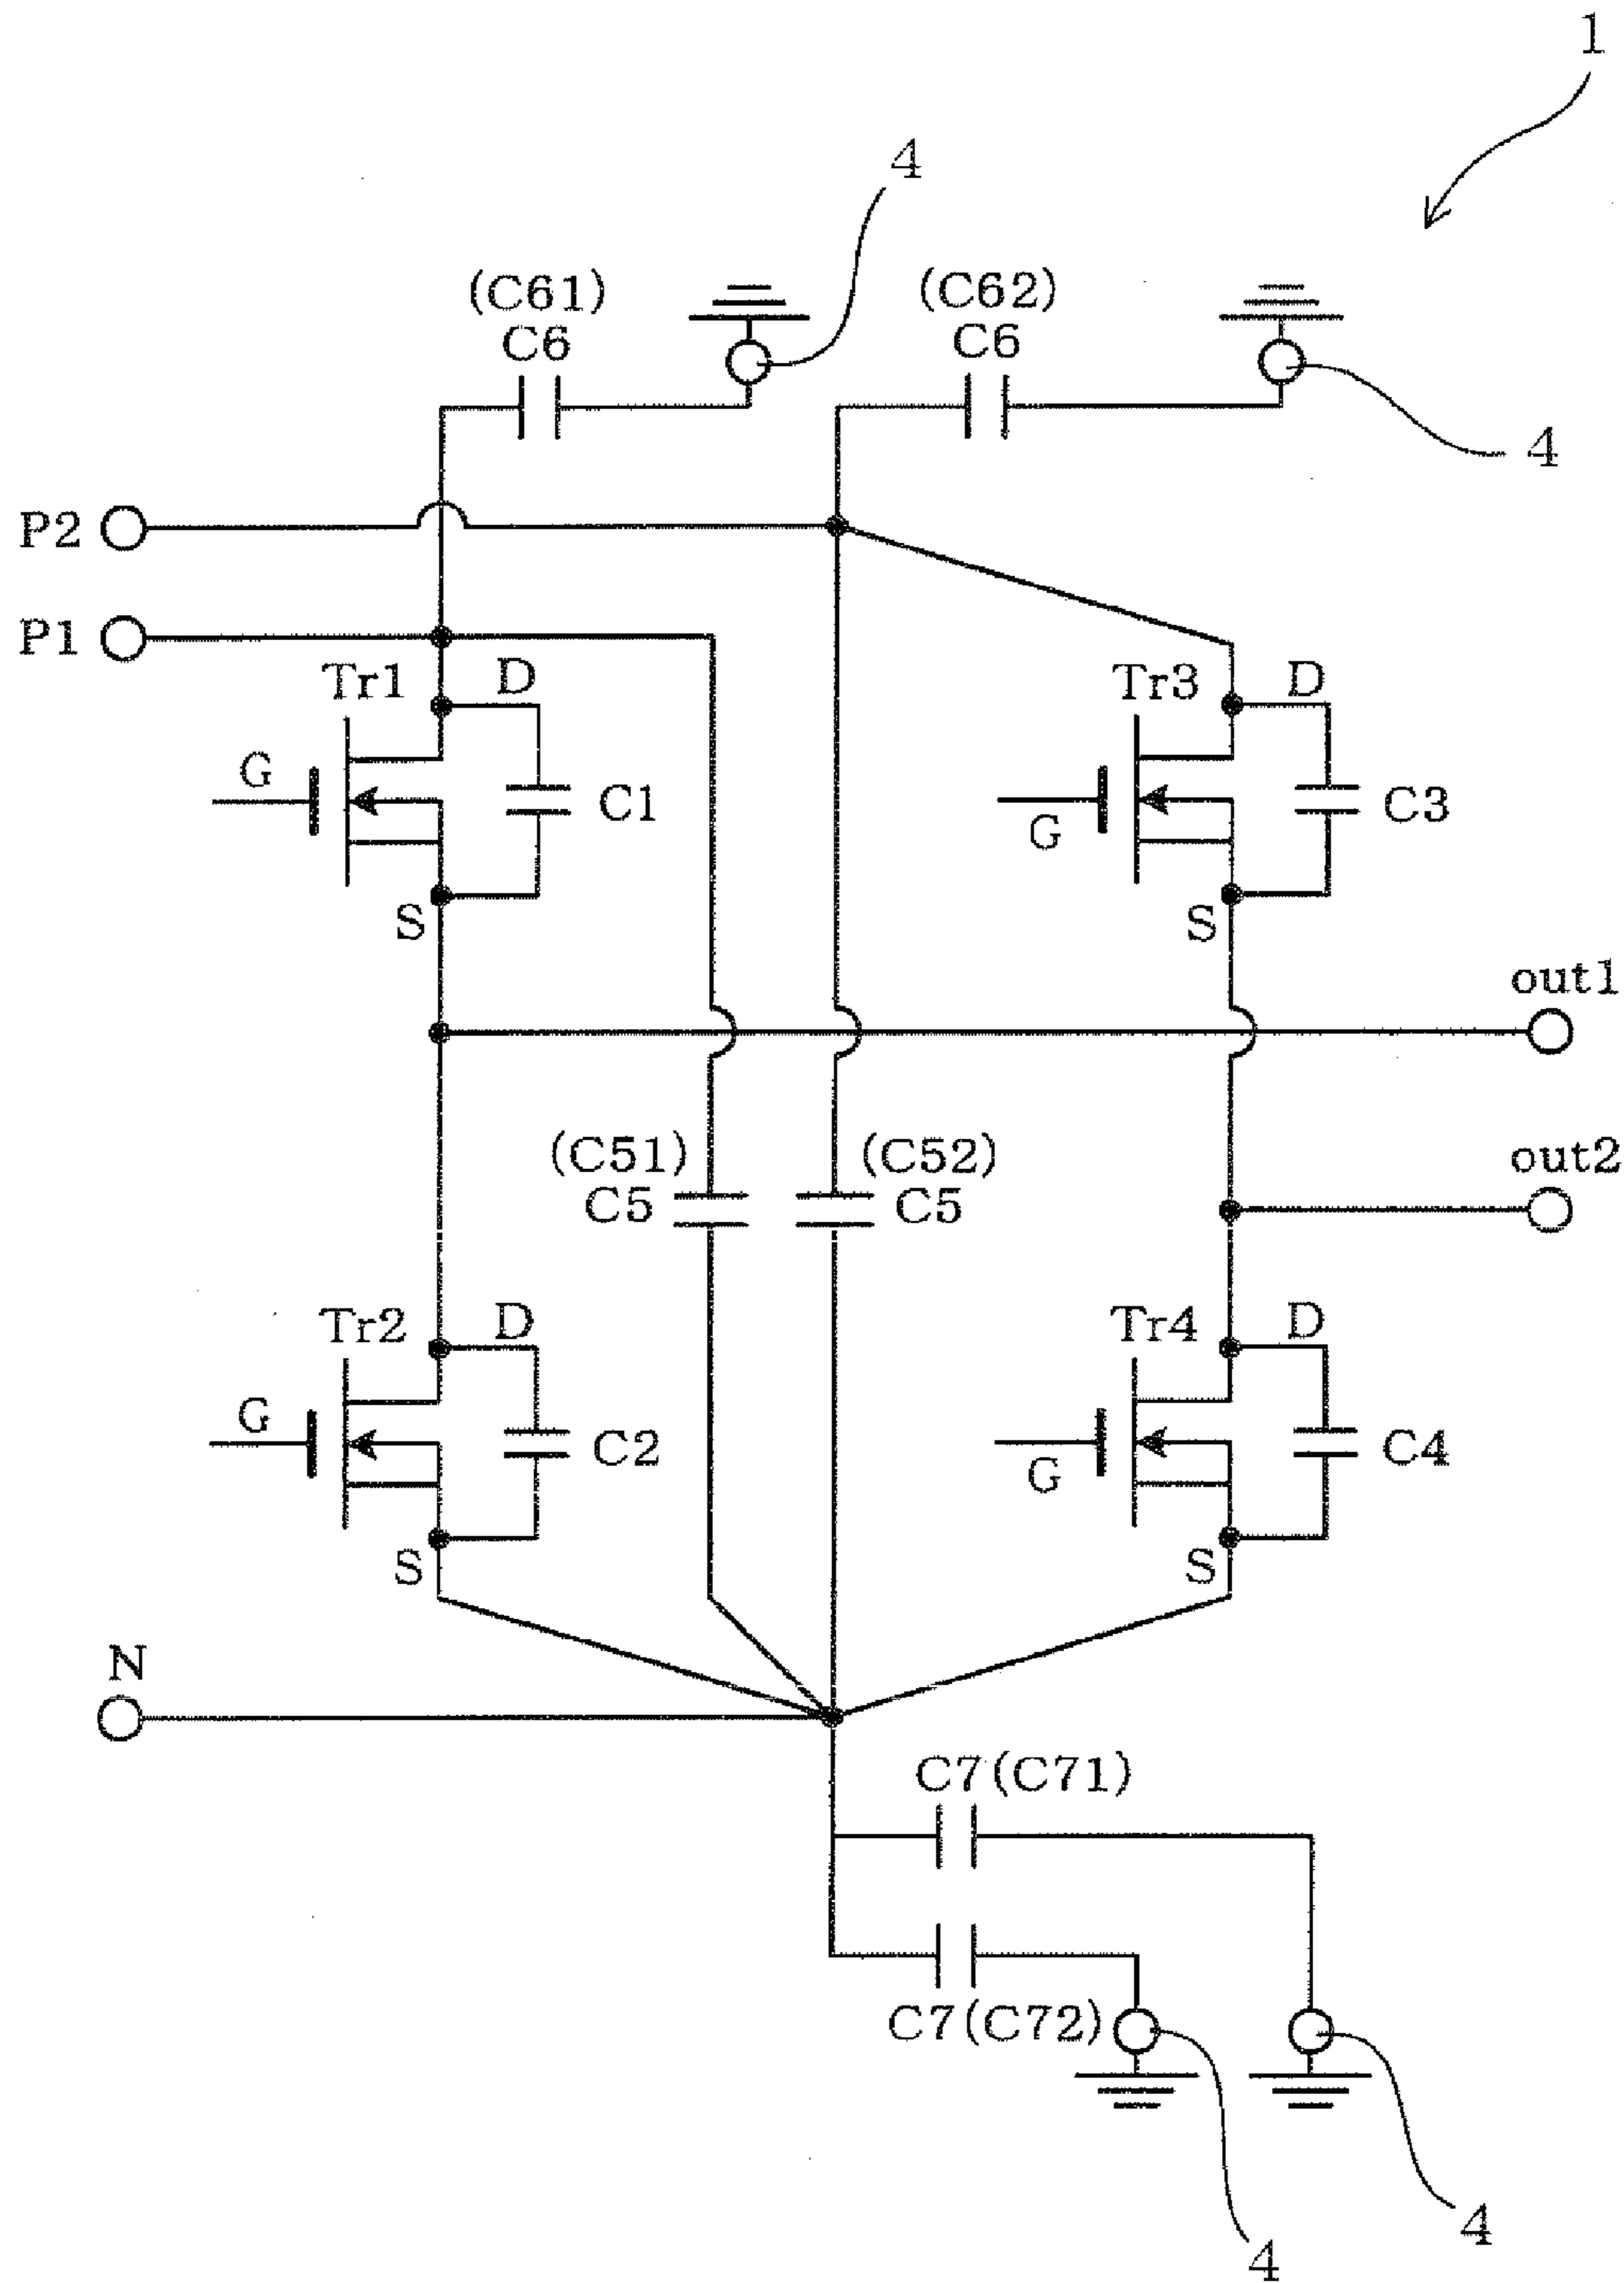 1
4
(C61)
C6
(C62)
C6
4
P2
P1
Tr1
D
G
C1
S
Tr3
D
G
C3
S
out1
(C51)
C5
(C52)
C5
out2
Tr2
D
G
C2
S
Tr4
D
G
C4
S
N
C7(C71)
C7(C72)
4
4